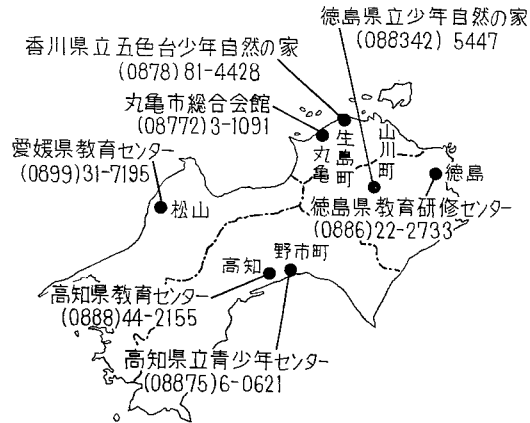 徳島県立少年自然の家
(088342) 5447
香川県立五色台少年自然の家
(0878)81-4428
丸亀市総合会館
(08772)3-1091
愛媛県教育センター
(0899)31-7195
丸亀
生島町
山川町
徳島
松山
徳島県教育研修センター
(0886)22-2733
野市町
高知
高知県教育センター
(0888)44-2155
高知県立青少年センター
(08875)6-0621